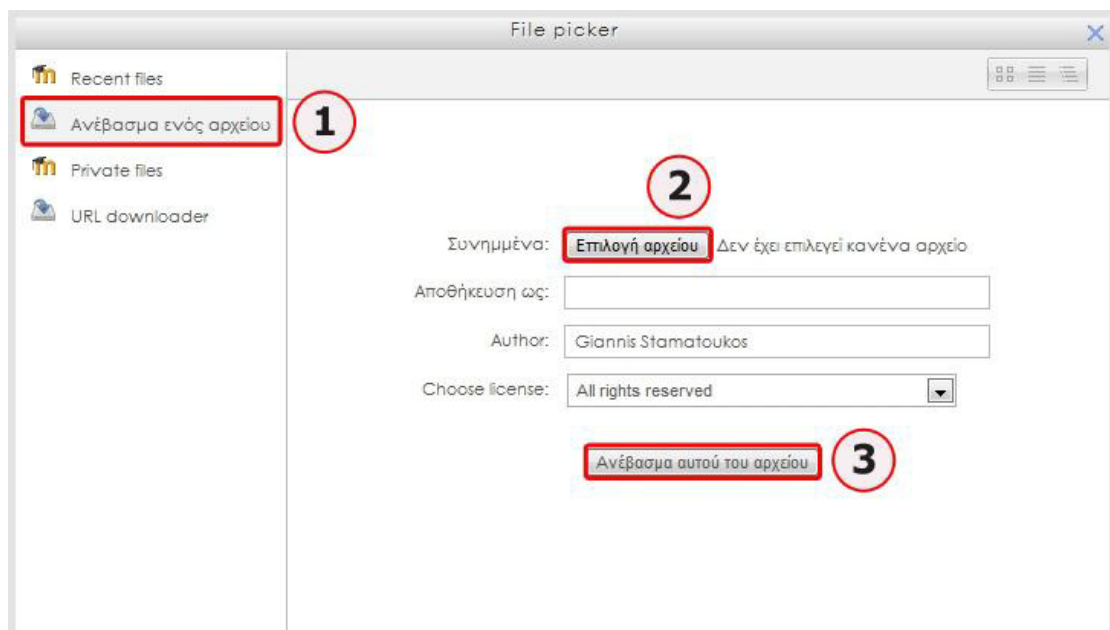 File picker
Recent files
Ανέβασμα ενός αρχείου
1
Private files
URL downloader
2
Συνημμένα: Επιλογή αρχείου Δεν έχει επιλεγεί κανένα αρχείο
Αποθήκευση ως:
Author: Giannis Stamatoukos
Choose license: All rights reserved
Ανέβασμα αυτού του αρχείου
3